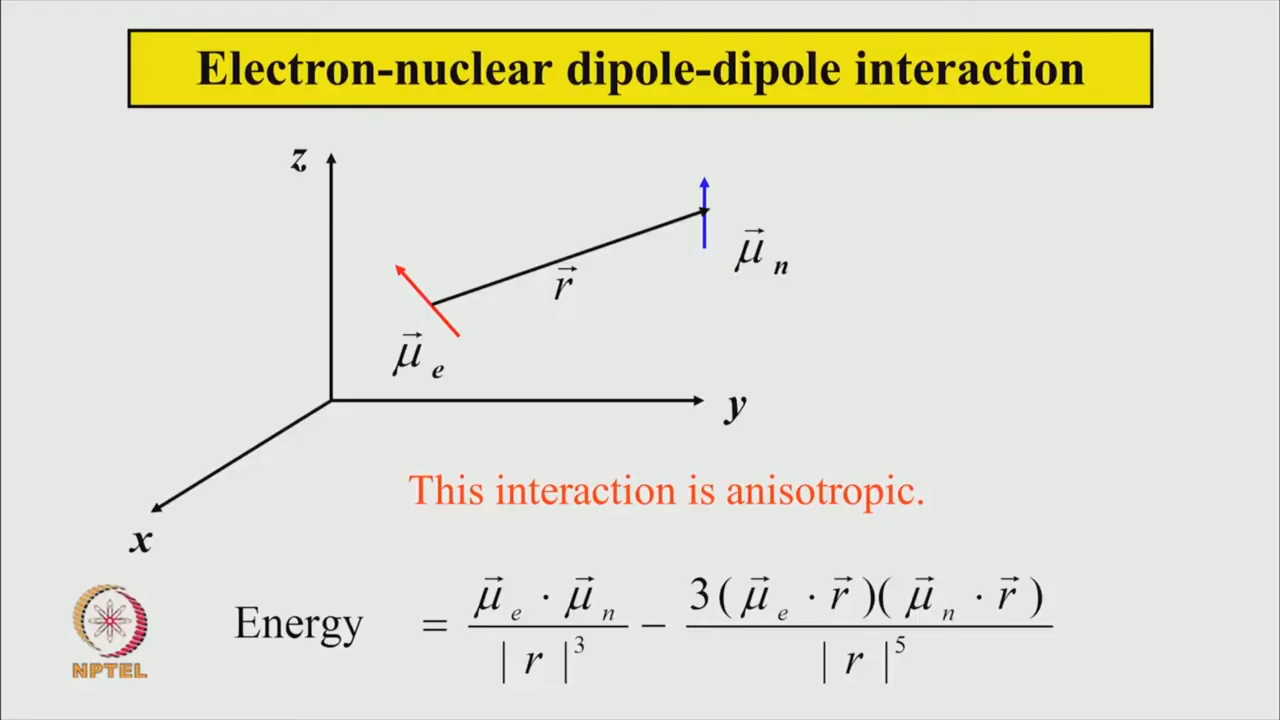 Electron-nuclear dipole-dipole interaction
z
μ⃗ n
r⃗
μ⃗ e
y
This interaction is anisotropic.
x
Energy = (μ⃗ₑ · μ⃗ₙ) / |r|³ − 3(μ⃗ₑ · r⃗)(μ⃗ₙ · r⃗) / |r|⁵
NPTEL